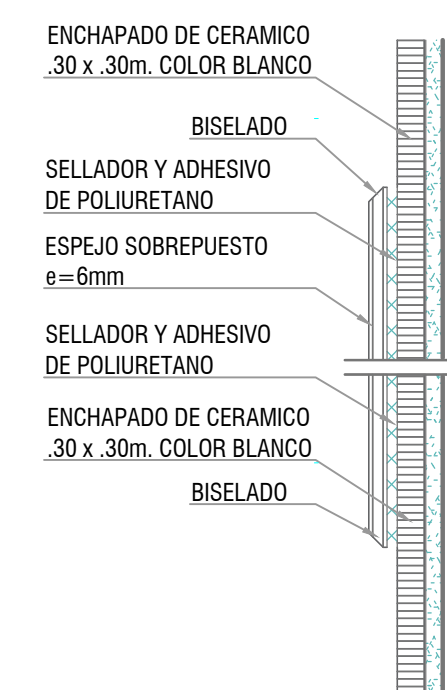 ENCHAPADO DE CERAMICO
.30 x .30m. COLOR BLANCO
BISELADO
SELLADOR Y ADHESIVO
DE POLIURETANO
ESPEJO SOBREPUESTO
e=6mm
SELLADOR Y ADHESIVO
DE POLIURETANO
ENCHAPADO DE CERAMICO
.30 x .30m. COLOR BLANCO
BISELADO